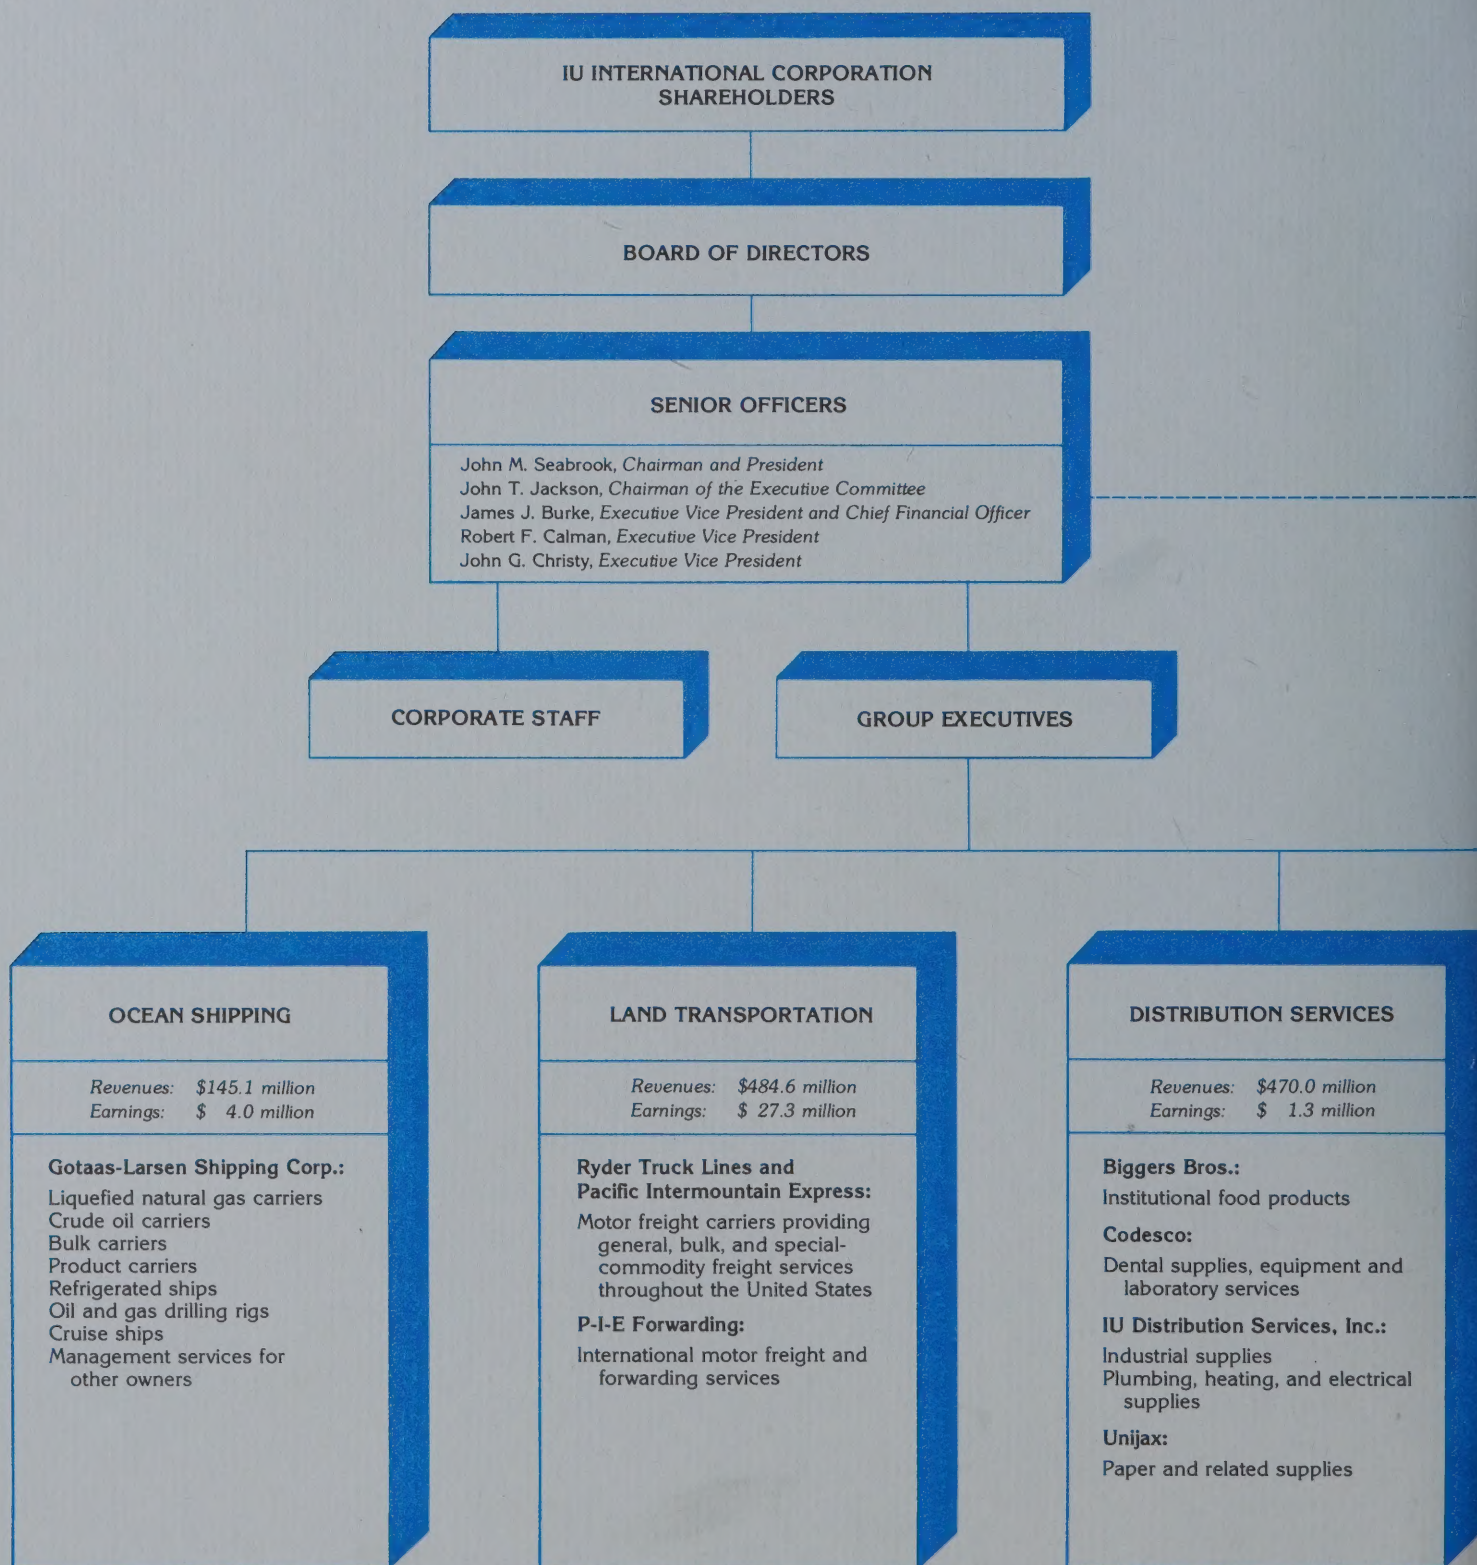 IU INTERNATIONAL CORPORATION
SHAREHOLDERS
BOARD OF DIRECTORS
SENIOR OFFICERS
John M. Seabrook, Chairman and President
John T. Jackson, Chairman of the Executive Committee
James J. Burke, Executive Vice President and Chief Financial Officer
Robert F. Calman, Executive Vice President
John G. Christy, Executive Vice President
CORPORATE STAFF
GROUP EXECUTIVES
OCEAN SHIPPING
Revenues: $145.1 million
Earnings: $ 4.0 million
Gotaas-Larsen Shipping Corp.:
Liquefied natural gas carriers
Crude oil carriers
Bulk carriers
Product carriers
Refrigerated ships
Oil and gas drilling rigs
Cruise ships
Management services for
other owners
LAND TRANSPORTATION
Revenues: $484.6 million
Earnings: $ 27.3 million
Ryder Truck Lines and
Pacific Intermountain Express:
Motor freight carriers providing
general, bulk, and special-
commodity freight services
throughout the United States
P-I-E Forwarding:
International motor freight and
forwarding services
DISTRIBUTION SERVICES
Revenues: $470.0 million
Earnings: $ 1.3 million
Biggers Bros.:
Institutional food products
Codesco:
Dental supplies, equipment and
laboratory services
IU Distribution Services, Inc.:
Industrial supplies
Plumbing, heating, and electrical
supplies
Unijax:
Paper and related supplies